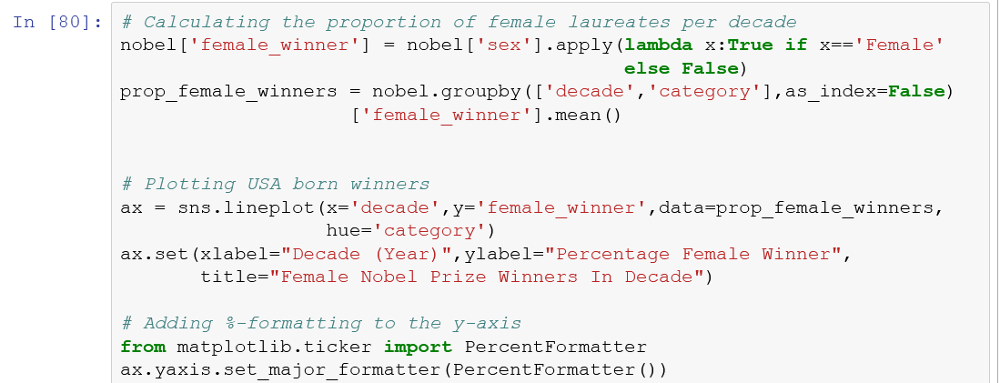 In [80]: # Calculating the proportion of female laureates per decade
nobel['female_winner'] = nobel['sex'].apply(lambda x:True if x=='Female'
else False)
prop_female_winners = nobel.groupby(['decade','category'],as_index=False)
['female_winner'].mean()
# Plotting USA born winners
ax = sns.lineplot(x='decade',y='female_winner',data=prop_female_winners,
hue='category')
ax.set(xlabel="Decade (Year)",ylabel="Percentage Female Winner",
title="Female Nobel Prize Winners In Decade")
# Adding %-formatting to the y-axis
from matplotlib.ticker import PercentFormatter
ax.yaxis.set_major_formatter(PercentFormatter())